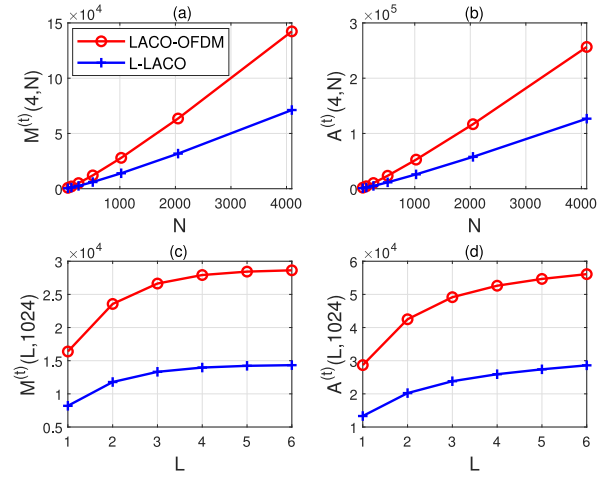 ×10⁴ (a)
15
10
5
0
0 1000 2000 3000 4000
M⁽ᵗ⁾(4,N)
N
LACO-OFDM
L-LACO
×10⁵ (b)
3
2
1
0
0 1000 2000 3000 4000
A⁽ᵗ⁾(4,N)
N
×10⁴ (c)
3
2.5
2
1.5
1
0.5
1 2 3 4 5 6
M⁽ᵗ⁾(L,1024)
L
×10⁴ (d)
6
5
4
3
2
1
1 2 3 4 5 6
A⁽ᵗ⁾(L,1024)
L